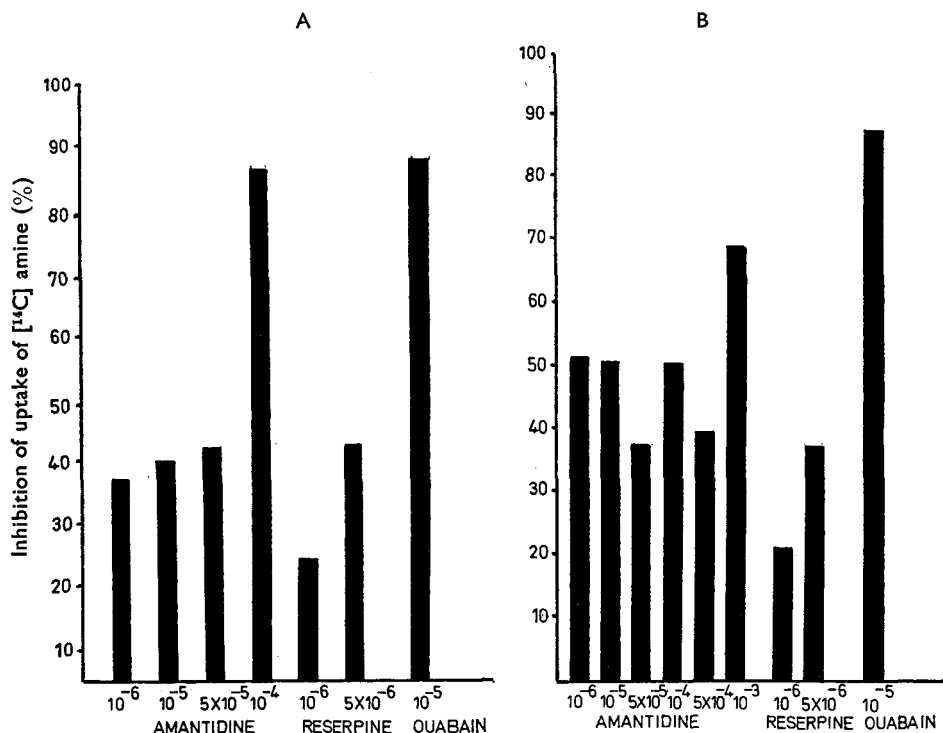 A
Inhibition of uptake of [¹⁴C] amine (%)
100
90
80
70
60
40
40
30
20
10
10⁻⁶ 10⁻⁵ 5X10⁻⁵ 10⁻⁴ 10⁻⁶ 5X10⁻⁶ 10⁻⁵
AMANTIDINE RESERPINE OUABAIN
B
100
90
80
70
60
50
40
30
20
10
10⁻⁶ 10⁻⁵ 5X10⁻⁵ 10⁻⁴ 5X10⁻⁴ 10⁻³ 10⁻⁶ 5X10⁻⁶ 10⁻⁵
AMANTIDINE RESERPINE OUABAIN